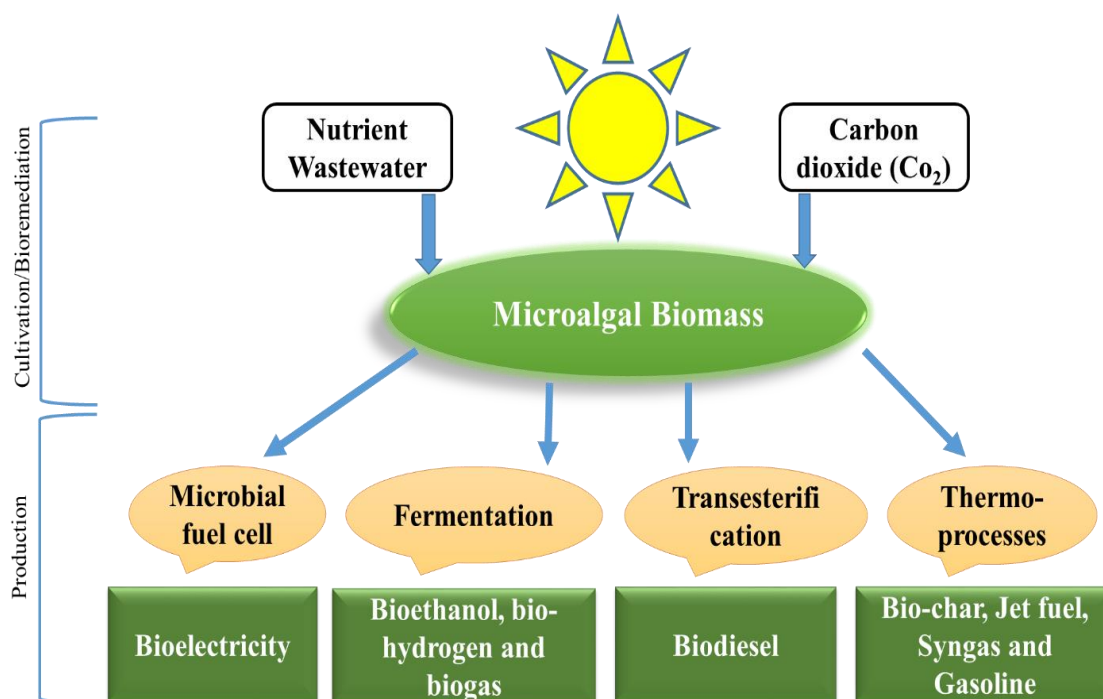 Nutrient
Wastewater
Carbon
dioxide (Co₂)
Cultivation/Bioremediation
Microalgal Biomass
Production
Microbial
fuel cell
Fermentation
Transesterifi
cation
Thermo-
processes
Bioelectricity
Bioethanol, bio-
hydrogen and
biogas
Biodiesel
Bio-char, Jet fuel,
Syngas and
Gasoline